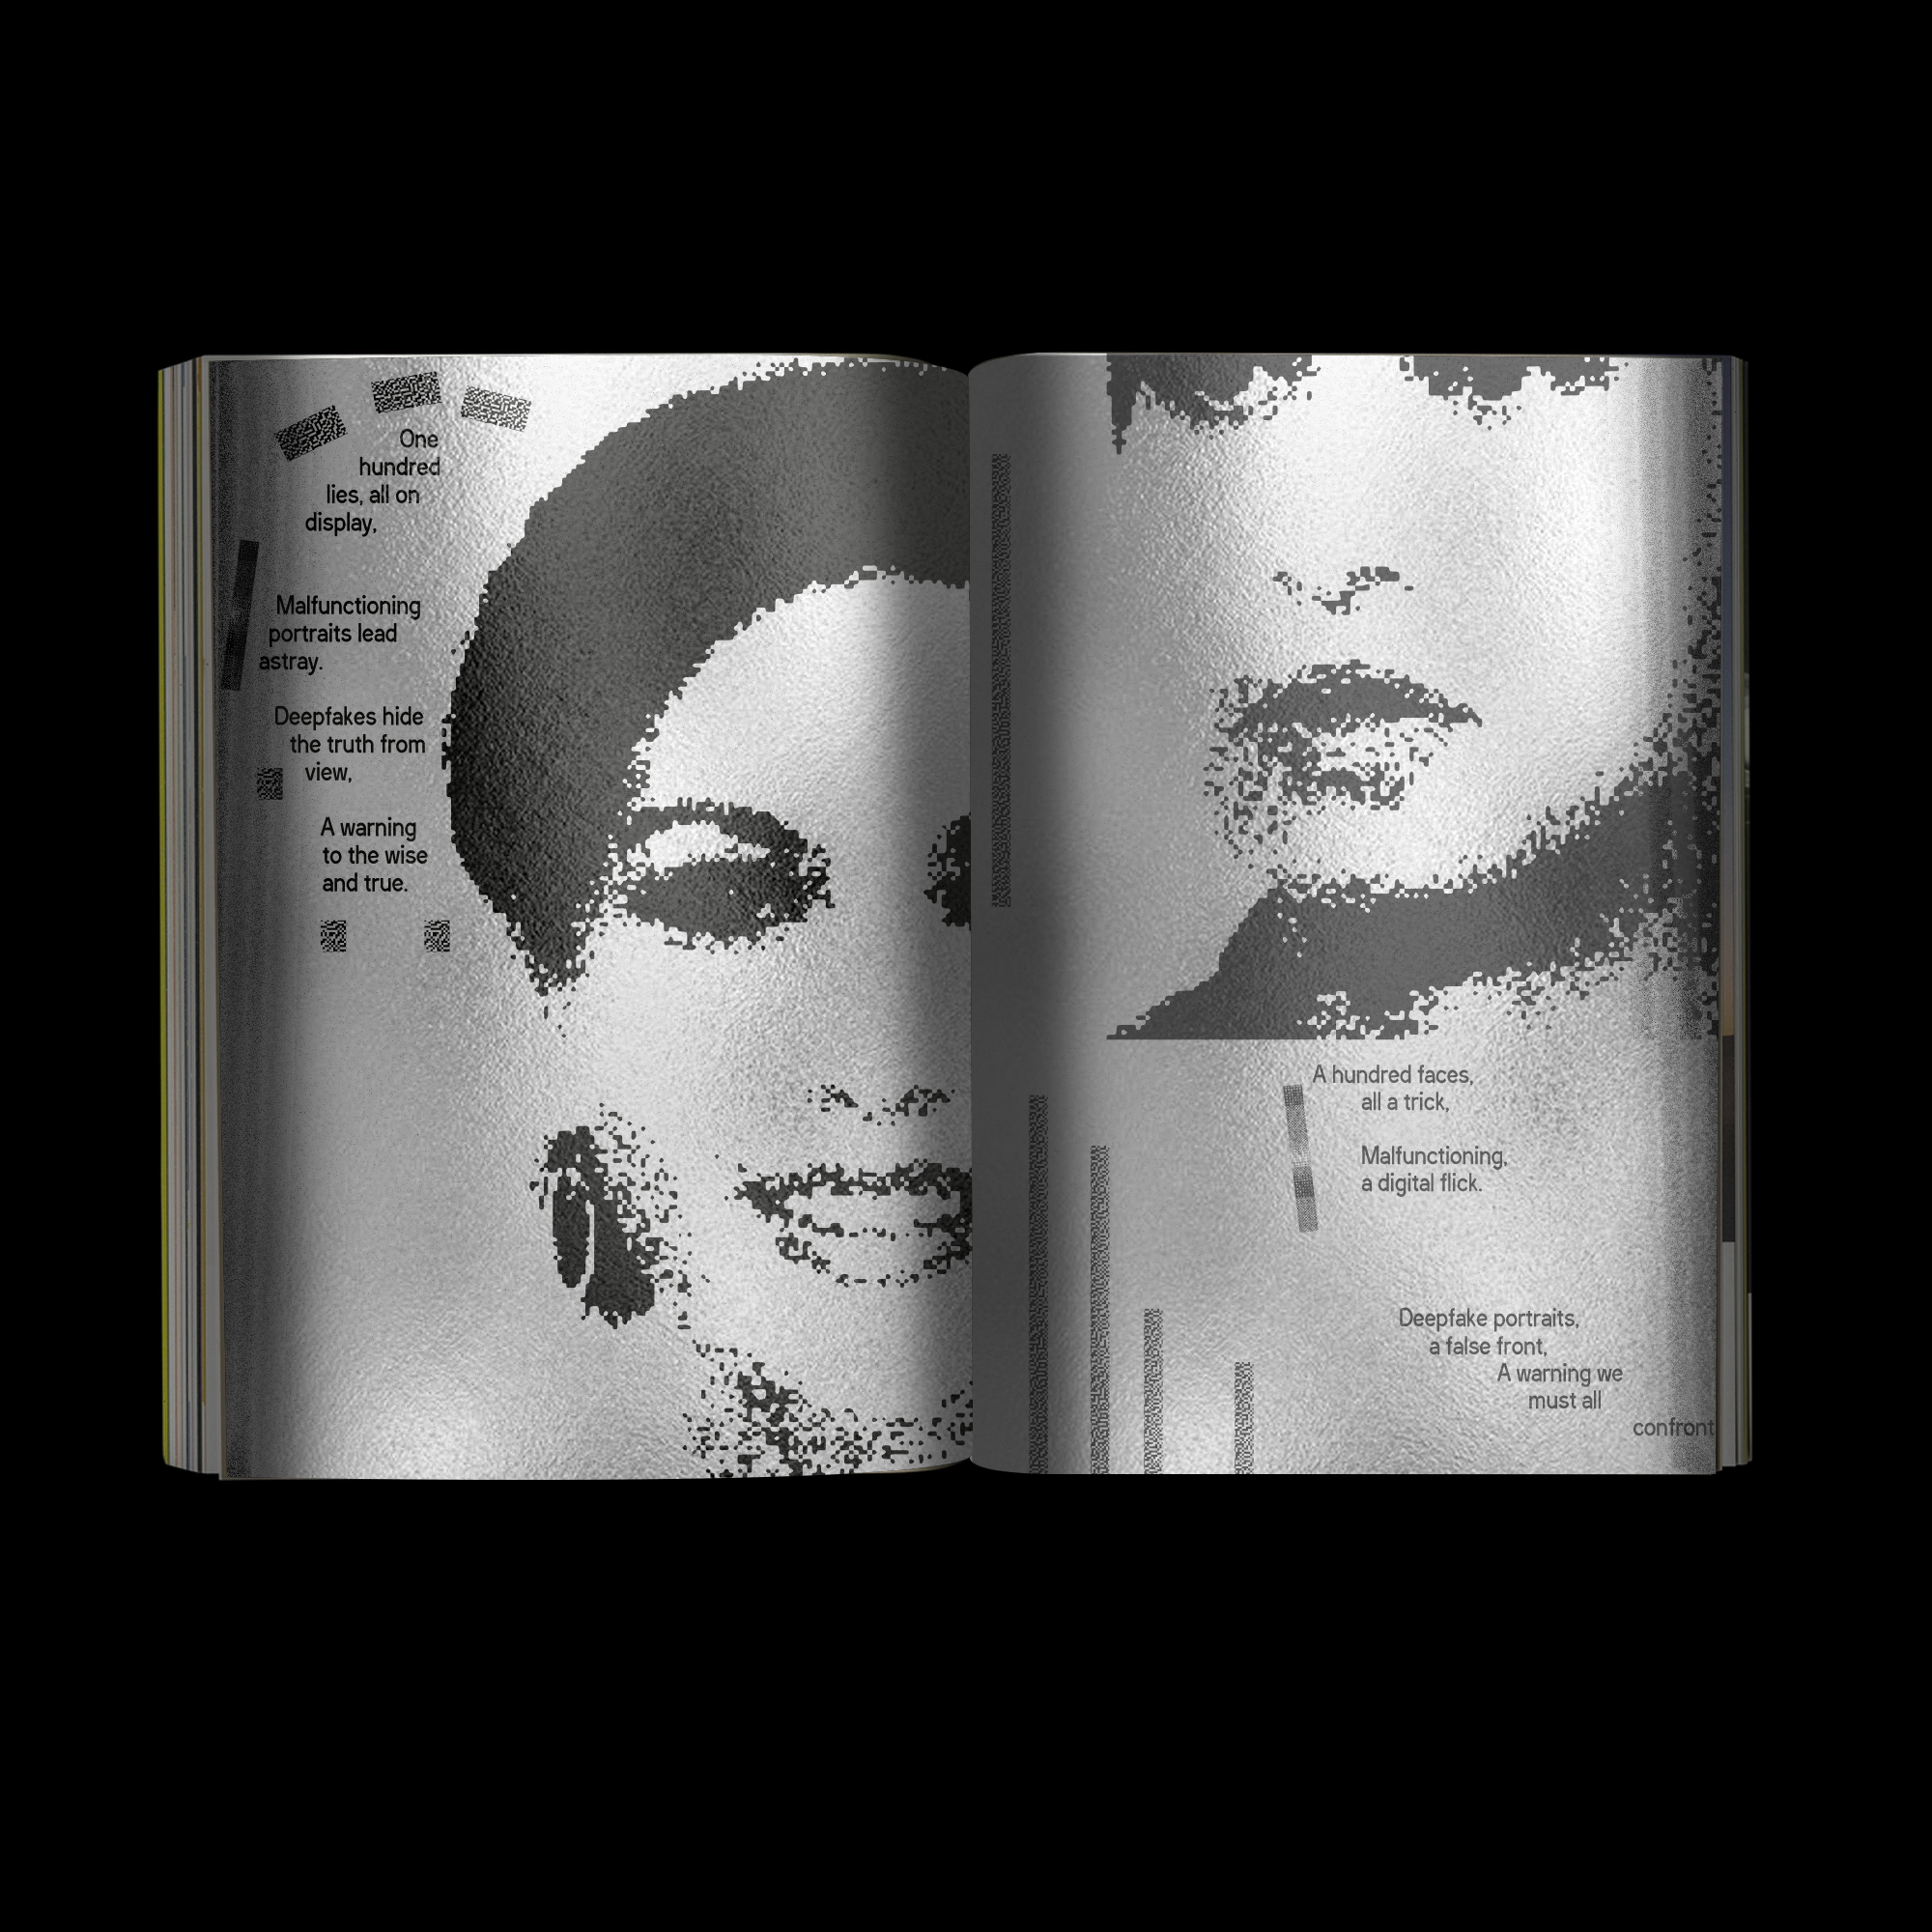 One
hundred
lies, all on
display,
Malfunctioning
portraits lead
astray.
Deepfakes hide
the truth from
view,
A warning
to the wise
and true.
A hundred faces,
all a trick,
Malfunctioning,
a digital flick.
Deepfake portraits,
a false front,
A warning we
must all
confront